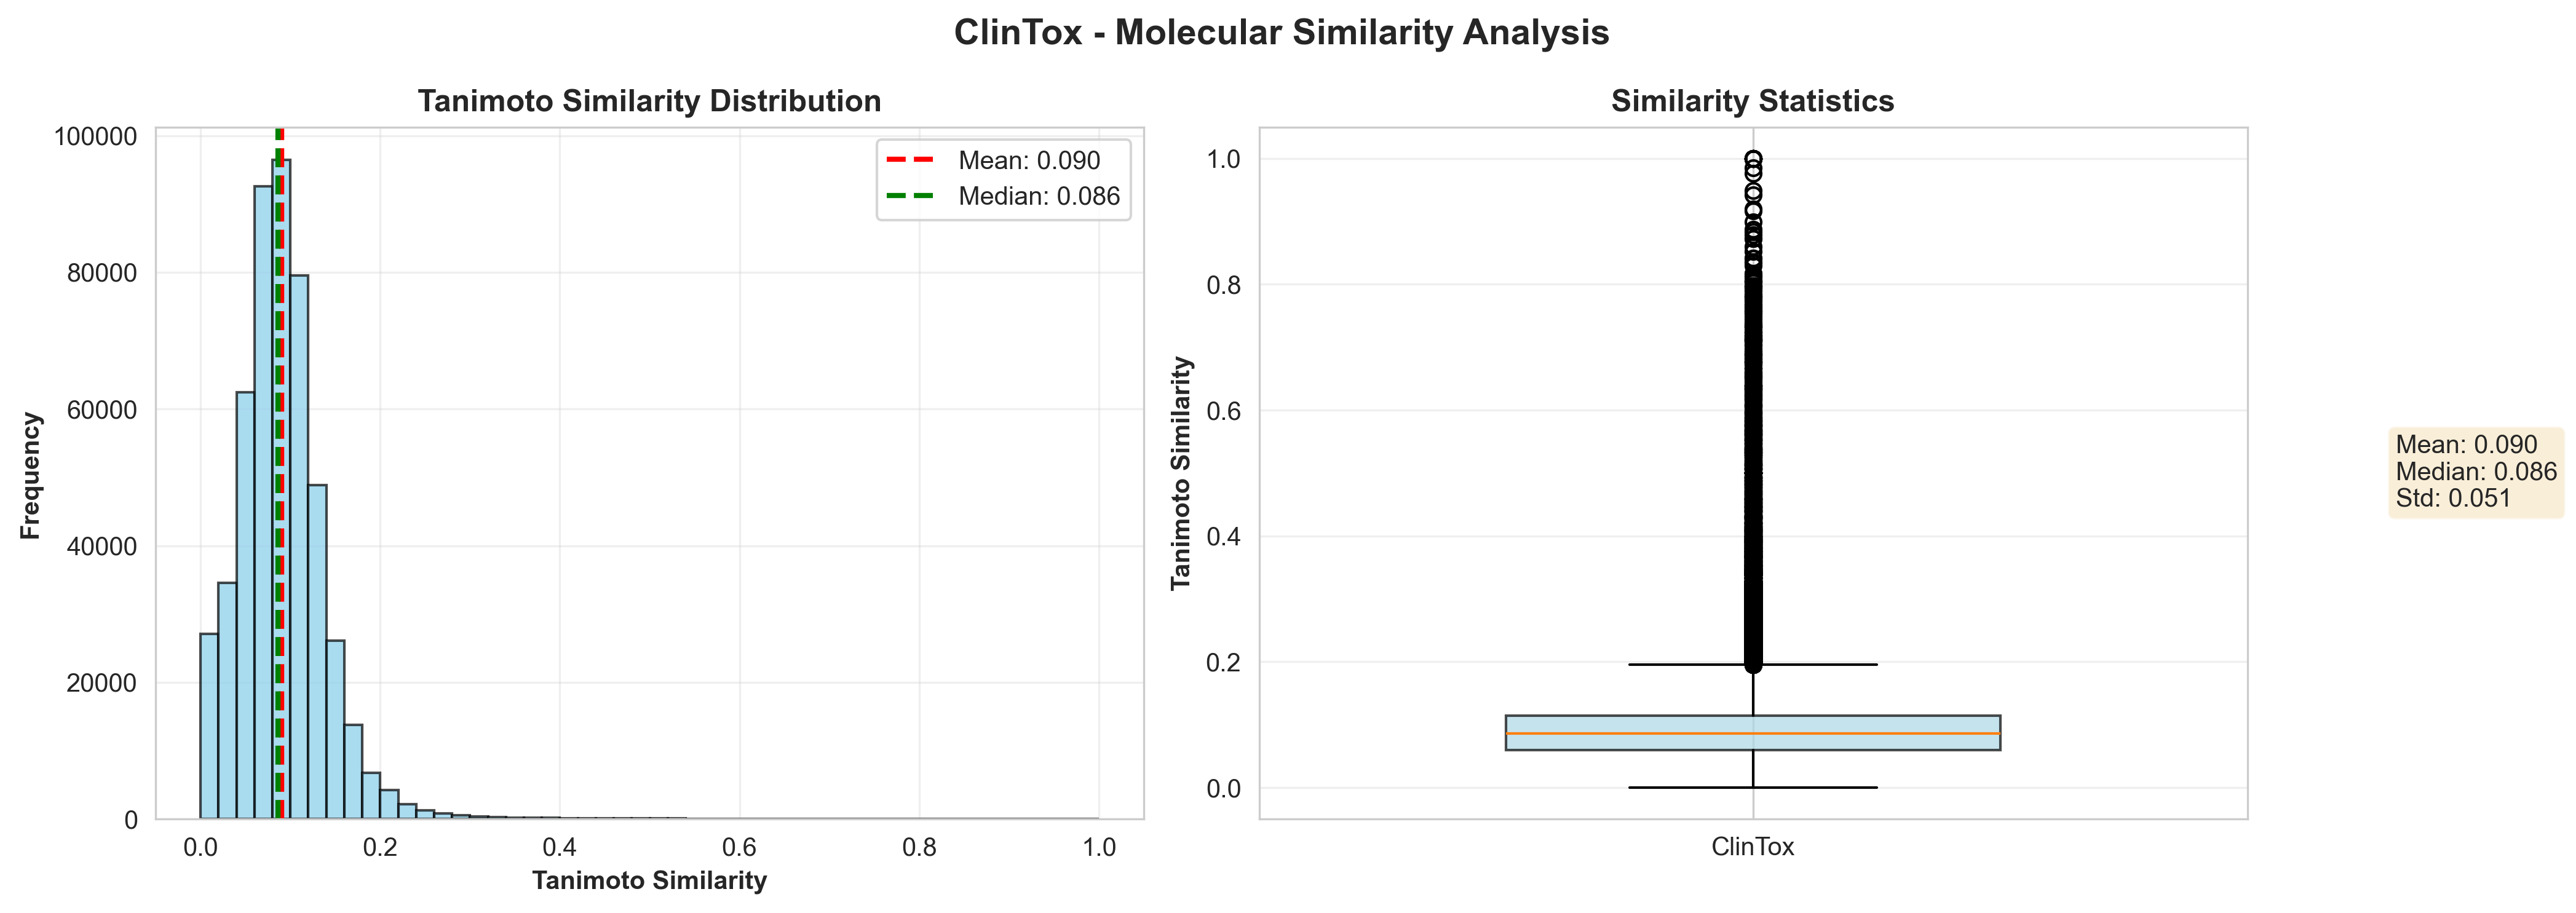 ClinTox - Molecular Similarity Analysis
Tanimoto Similarity Distribution
100000
80000
60000
40000
20000
0
Frequency
0.0 0.2 0.4 0.6 0.8 1.0
Tanimoto Similarity
Mean: 0.090
Median: 0.086
Similarity Statistics
1.0
0.8
0.6
0.4
0.2
0.0
Tanimoto Similarity
ClinTox
Mean: 0.090
Median: 0.086
Std: 0.051